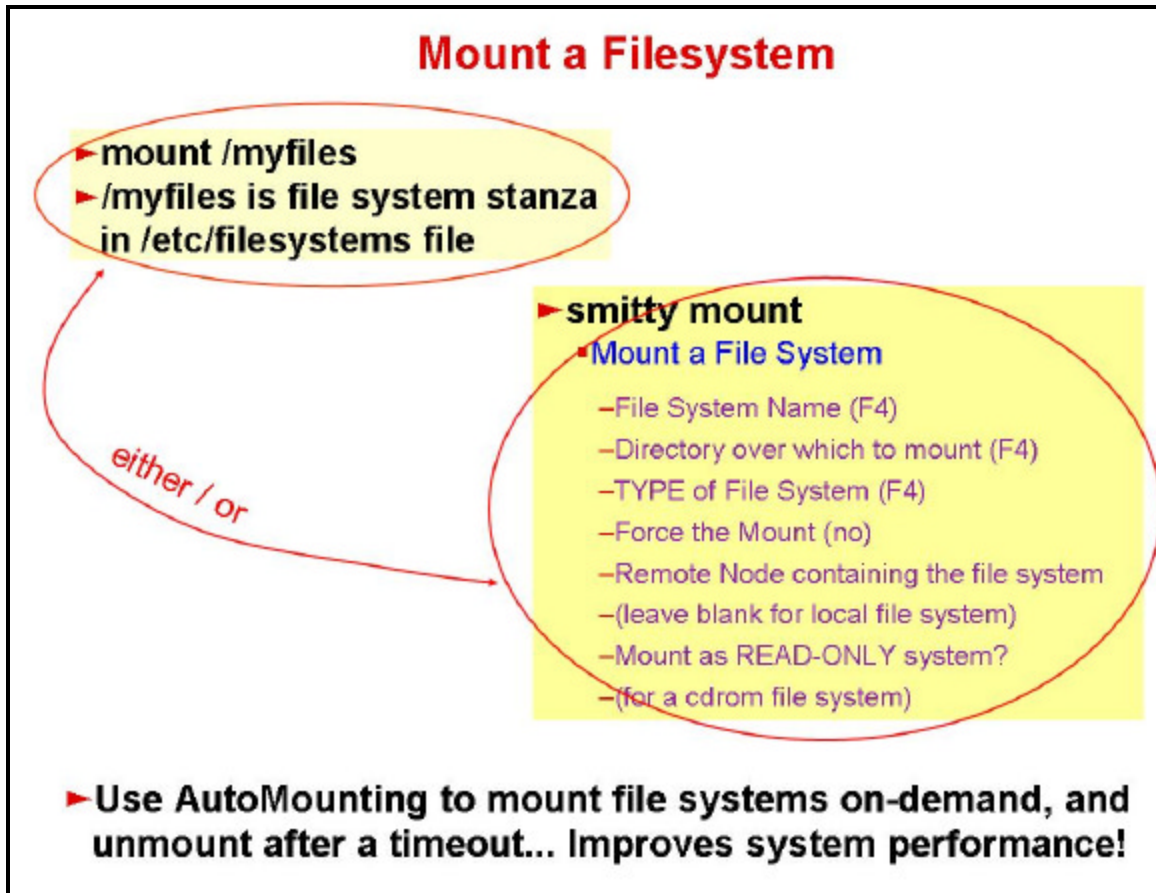 Mount a Filesystem
►mount /myfiles
►/myfiles is file system stanza
in /etc/filesystems file
►smitty mount
▪Mount a File System
–File System Name (F4)
–Directory over which to mount (F4)
–TYPE of File System (F4)
–Force the Mount (no)
–Remote Node containing the file system
–(leave blank for local file system)
–Mount as READ-ONLY system?
–(for a cdrom file system)
either / or
►Use AutoMounting to mount file systems on-demand, and
unmount after a timeout... Improves system performance!